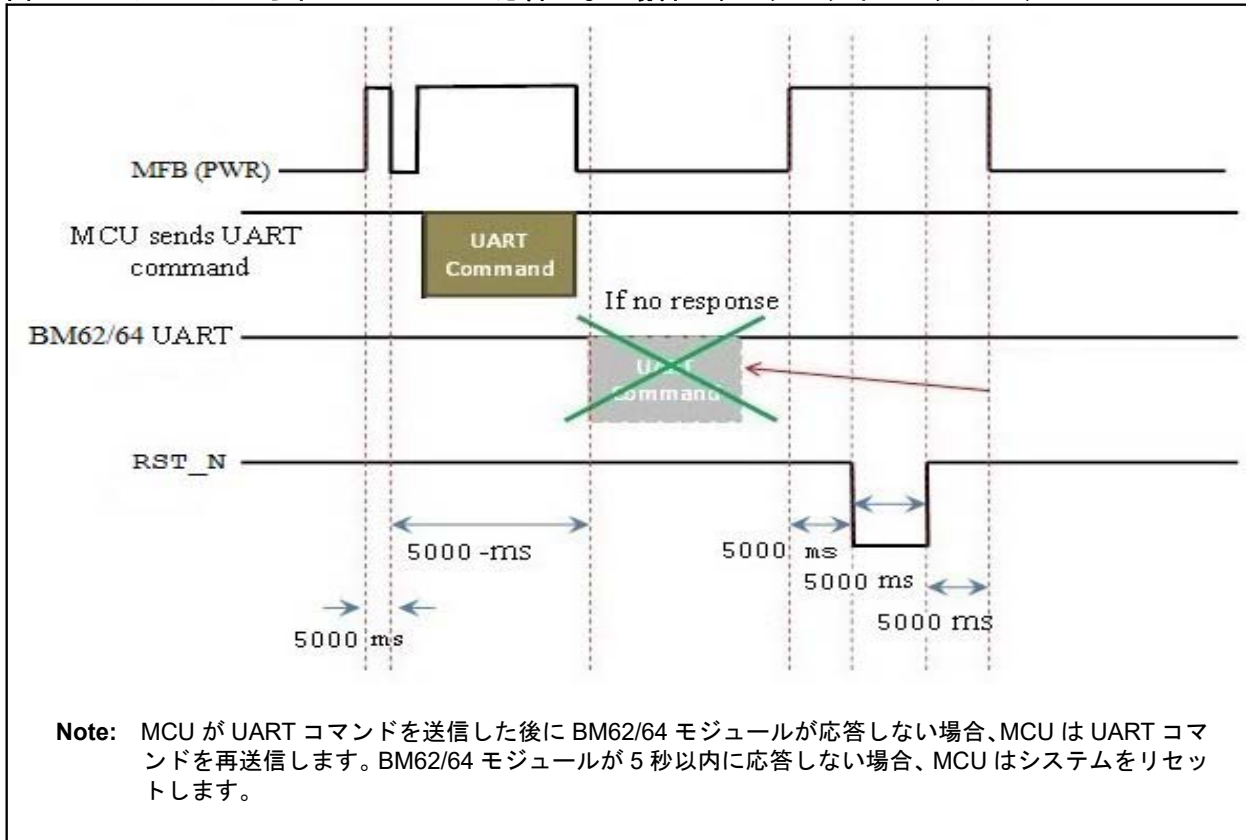 MFB (PWR)
MCU sends UART
command
UART
Command
If no response
BM62/64 UART
UART
Command
RST_N
5000 -ms
5000 ms
5000 ms
5000 ms
5000 ms
Note: MCU が UART コマンドを送信した後に BM62/64 モジュールが応答しない場合、MCU は UART コマ
ンドを再送信します。BM62/64 モジュールが 5 秒以内に応答しない場合、MCU はシステムをリセッ
トします。